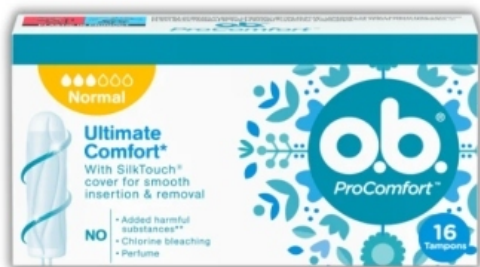 ProComfort
Normal
Ultimate
Comfort*
With SilkTouch®
cover for smooth
insertion & removal
NO
• Added harmful
substances**
• Chlorine bleaching
• Perfume
o.b.®
ProComfort™
16
Tampons